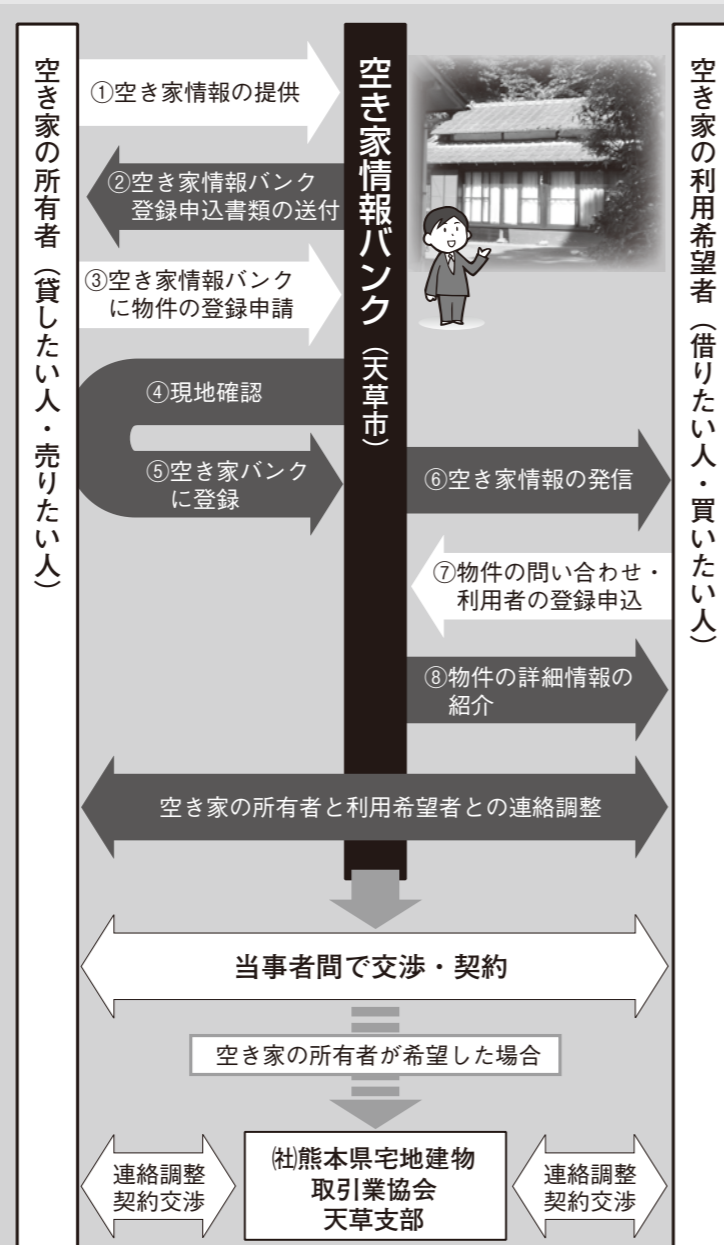 空き家の所有者（貸したい人・売りたい人）
空き家情報バンク（天草市）
空き家の利用希望者（借りたい人・買いたい人）
①空き家情報の提供
②空き家情報バンク
登録申込書類の送付
③空き家情報バンク
に物件の登録申請
④現地確認
⑤空き家バンク
に登録
⑥空き家情報の発信
⑦物件の問い合わせ・
利用者の登録申込
⑧物件の詳細情報の
紹介
空き家の所有者と利用希望者との連絡調整
当事者間で交渉・契約
空き家の所有者が希望した場合
㈳熊本県宅地建物
取引業協会
天草支部
連絡調整
契約交渉
連絡調整
契約交渉